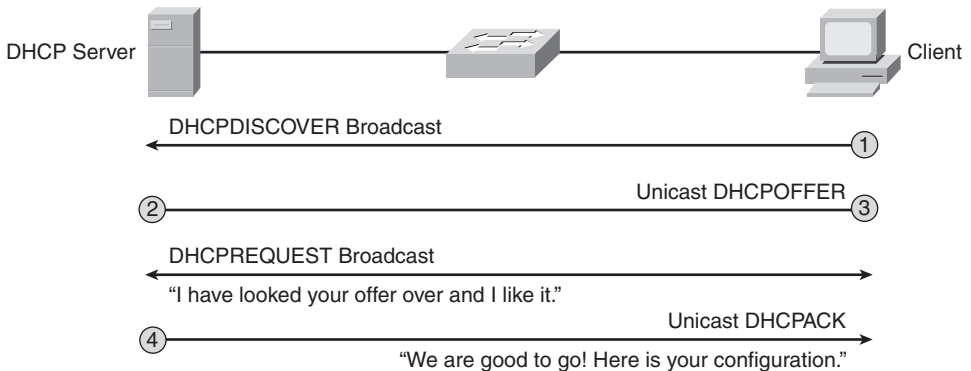 DHCP Server
Client
DHCPDISCOVER Broadcast
1
Unicast DHCPOFFER
2
3
DHCPREQUEST Broadcast
“I have looked your offer over and I like it.”
Unicast DHCPACK
4
“We are good to go! Here is your configuration.”